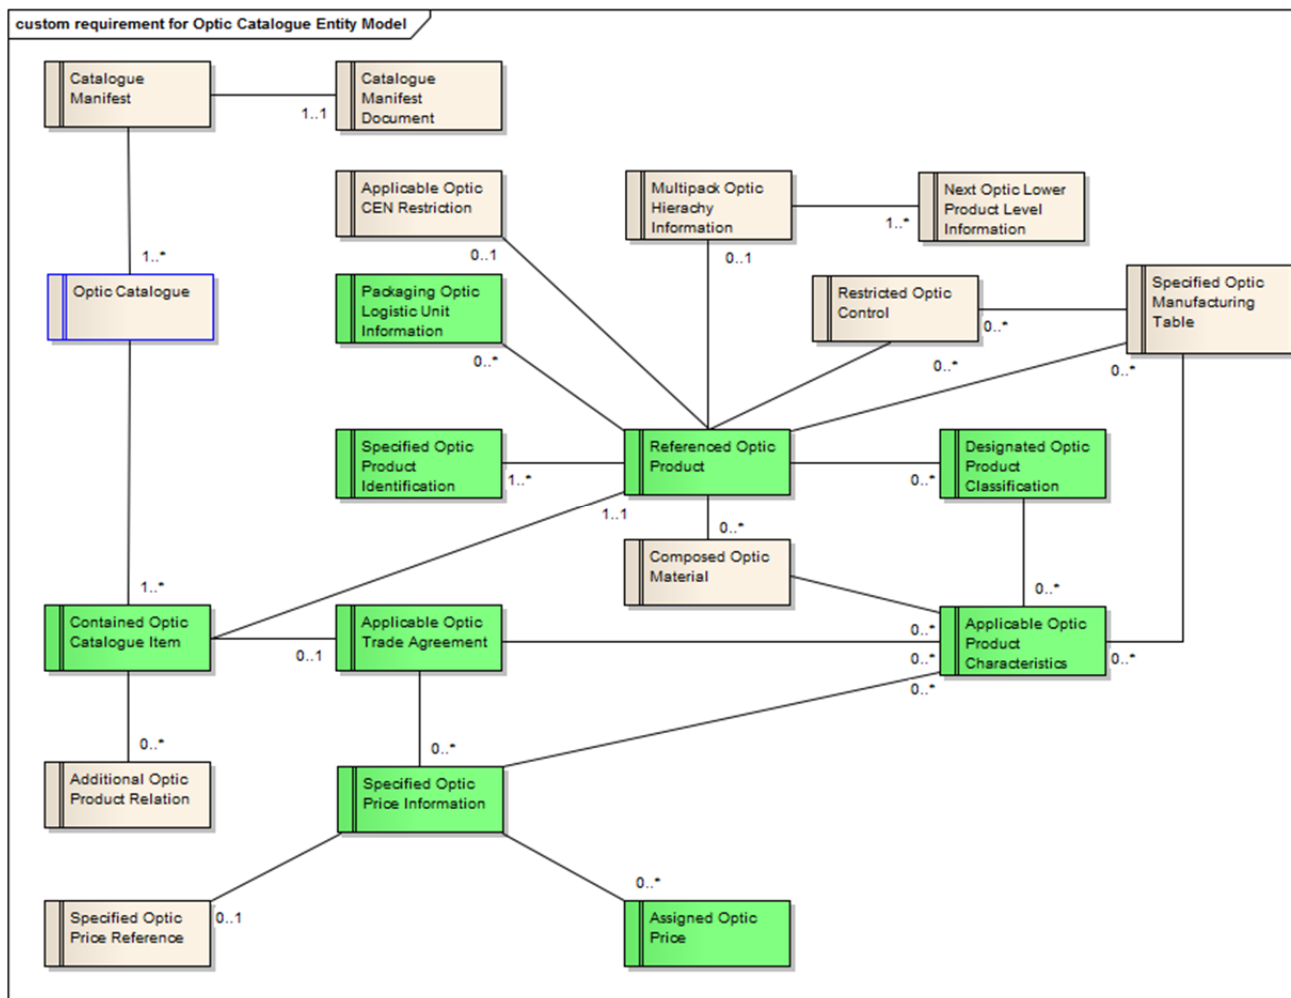 custom requirement for Optic Catalogue Entity Model
Catalogue
Manifest
1..1
Catalogue
Manifest
Document
Applicable Optic
CEN Restriction
0..1
Multipack Optic
Hierachy
Information
0..1
1..*
Next Optic Lower
Product Level
Information
1..*
Optic Catalogue
Packaging Optic
Logistic Unit
Information
0..*
Restricted Optic
Control
0..*
0..*
Specified Optic
Manufacturing
Table
0..*
Specified Optic
Product
Identification
1..*
Referenced Optic
Product
1..1
0..*
0..*
Designated Optic
Product
Classification
Composed Optic
Material
0..*
1..*
Contained Optic
Catalogue Item
0..1
Applicable Optic
Trade Agreement
0..*
0..*
0..*
Applicable Optic
Product
Characteristics
0..*
0..*
0..*
Additional Optic
Product Relation
Specified Optic
Price Information
0..*
Specified Optic
Price Reference
0..1
Assigned Optic
Price